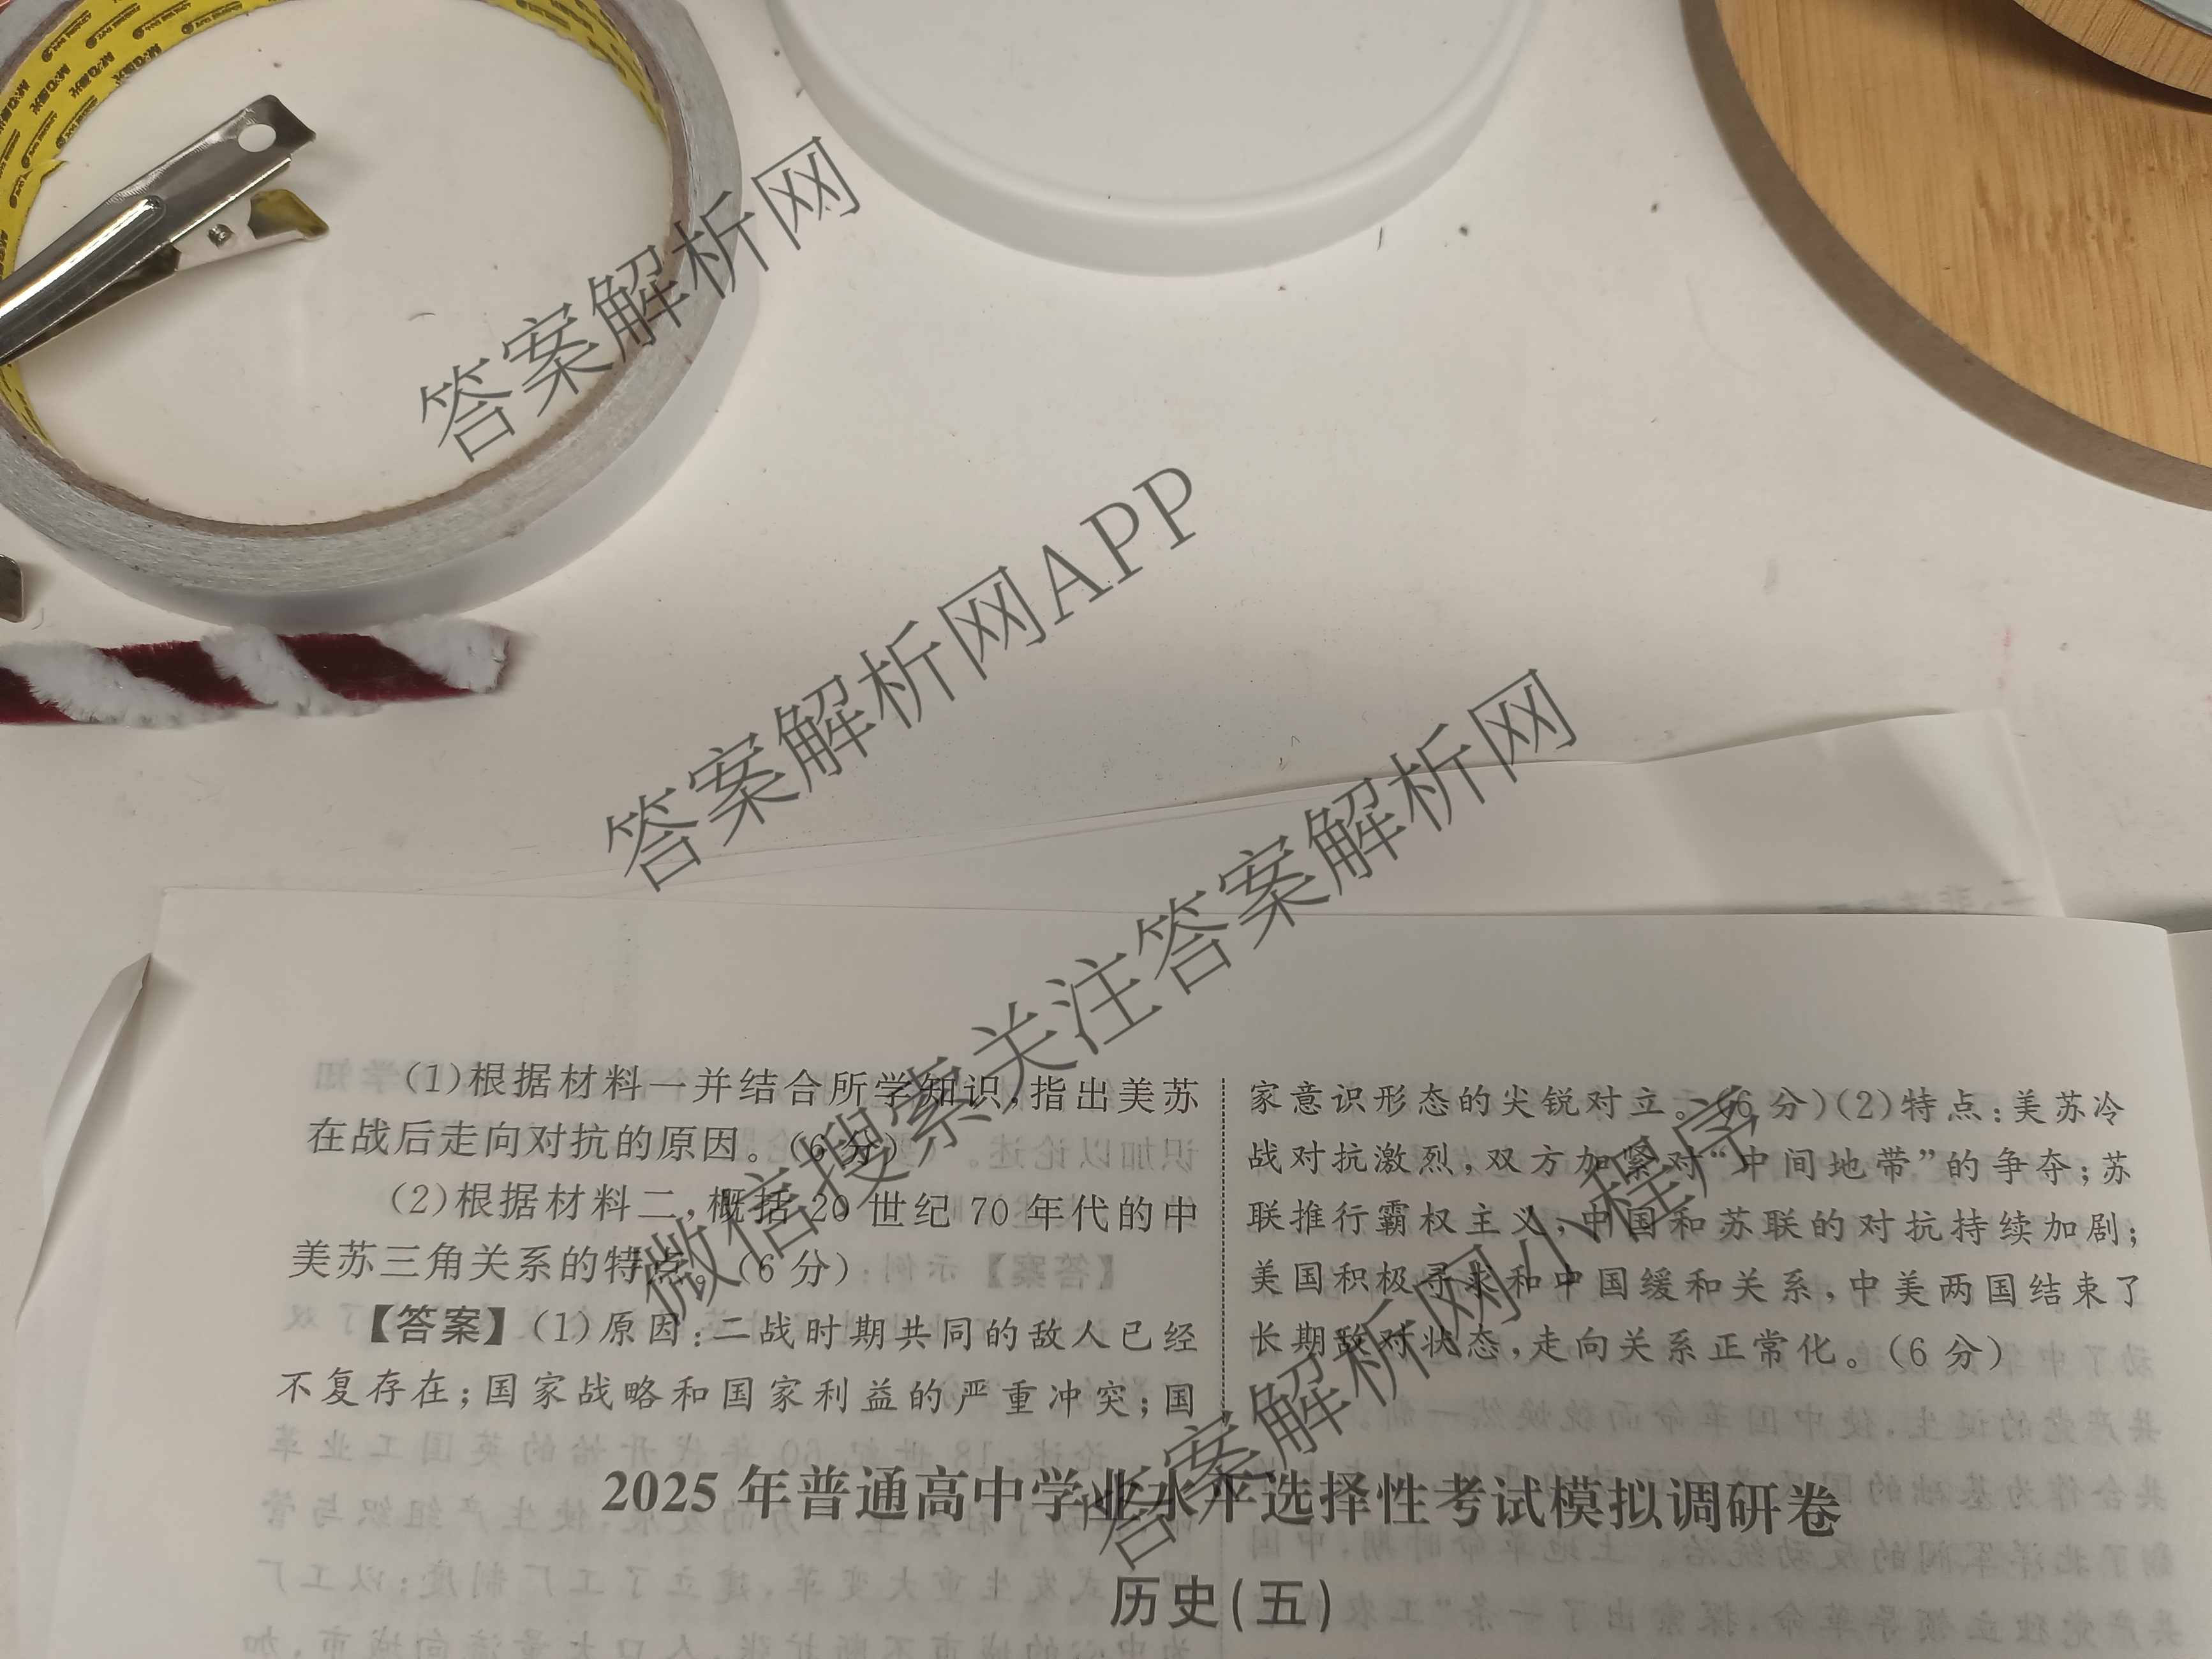 答案解析网
答案解析网APP
微信搜索关注答案解析网
答案解析网小程序
(1)根据材料一并结合所学知识,指出美苏
在战后走向对抗的原因。(6分)
(2)根据材料二,概括20世纪70年代的中
美苏三角关系的特点。(6分)
【答案】(1)原因:二战时期共同的敌人已经
不复存在;国家战略和国家利益的严重冲突;国
家意识形态的尖锐对立。(6分)(2)特点:美苏冷
战对抗激烈,双方加紧对“中间地带”的争夺;苏
联推行霸权主义,中国和苏联的对抗持续加剧;
美国积极寻求和中国缓和关系,中美两国结束了
长期敌对状态,走向关系正常化。(6分)
2025年普通高中学业水平选择性考试模拟调研卷
历史(五)